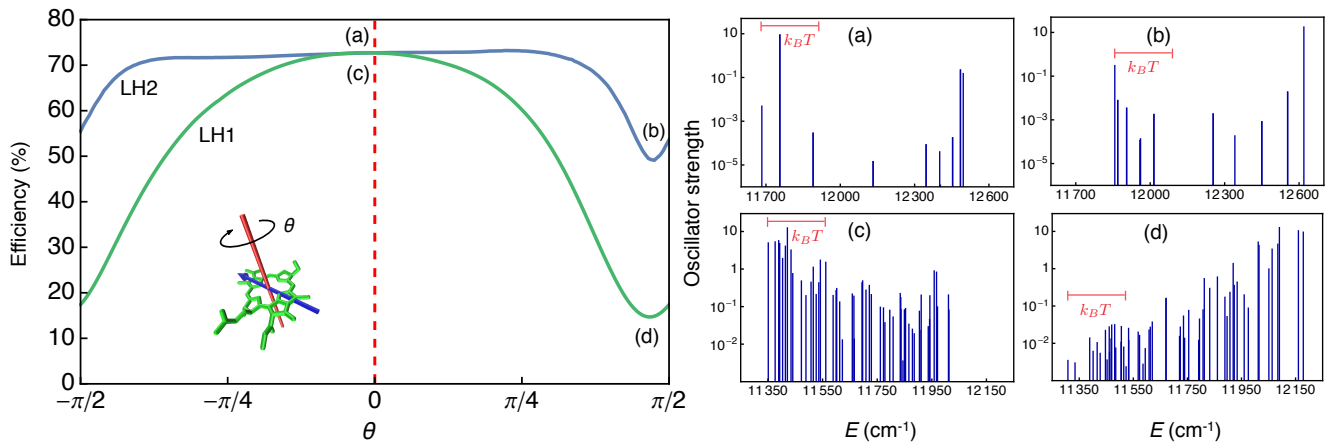 80
70
60
50
40
30
20
10
0
Efficiency (%)
LH2
LH1
(a)
(c)
(b)
(d)
θ
−π/2
−π/4
0
π/4
π/2
θ
Oscillator strength
(a)
k_BT
10
10⁻¹
10⁻³
10⁻⁵
11700
12000
12300
12600
(b)
k_BT
10
10⁻¹
10⁻³
10⁻⁵
11700
12000
12300
12600
(c)
k_BT
10
1
10⁻¹
10⁻²
11350
11550
11750
11950
12150
E (cm⁻¹)
(d)
k_BT
10
1
10⁻¹
10⁻²
11350
11550
11750
11950
12150
E (cm⁻¹)